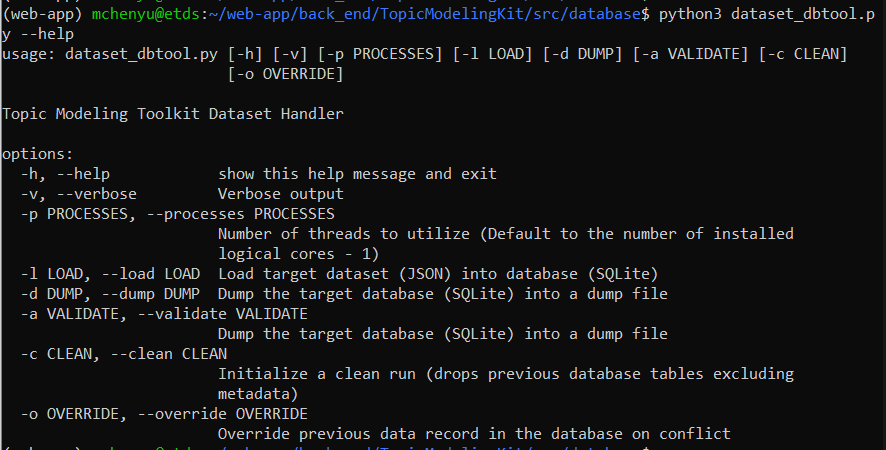 (web-app) mchenyu@etds:~/web-app/back_end/TopicModelingKit/src/database$ python3 dataset_dbtool.p
y --help
usage: dataset_dbtool.py [-h] [-v] [-p PROCESSES] [-l LOAD] [-d DUMP] [-a VALIDATE] [-c CLEAN]
[-o OVERRIDE]
Topic Modeling Toolkit Dataset Handler
options:
-h, --help show this help message and exit
-v, --verbose Verbose output
-p PROCESSES, --processes PROCESSES
Number of threads to utilize (Default to the number of installed
logical cores - 1)
-l LOAD, --load LOAD Load target dataset (JSON) into database (SQLite)
-d DUMP, --dump DUMP Dump the target database (SQLite) into a dump file
-a VALIDATE, --validate VALIDATE
Dump the target database (SQLite) into a dump file
-c CLEAN, --clean CLEAN
Initialize a clean run (drops previous database tables excluding
metadata)
-o OVERRIDE, --override OVERRIDE
Override previous data record in the database on conflict